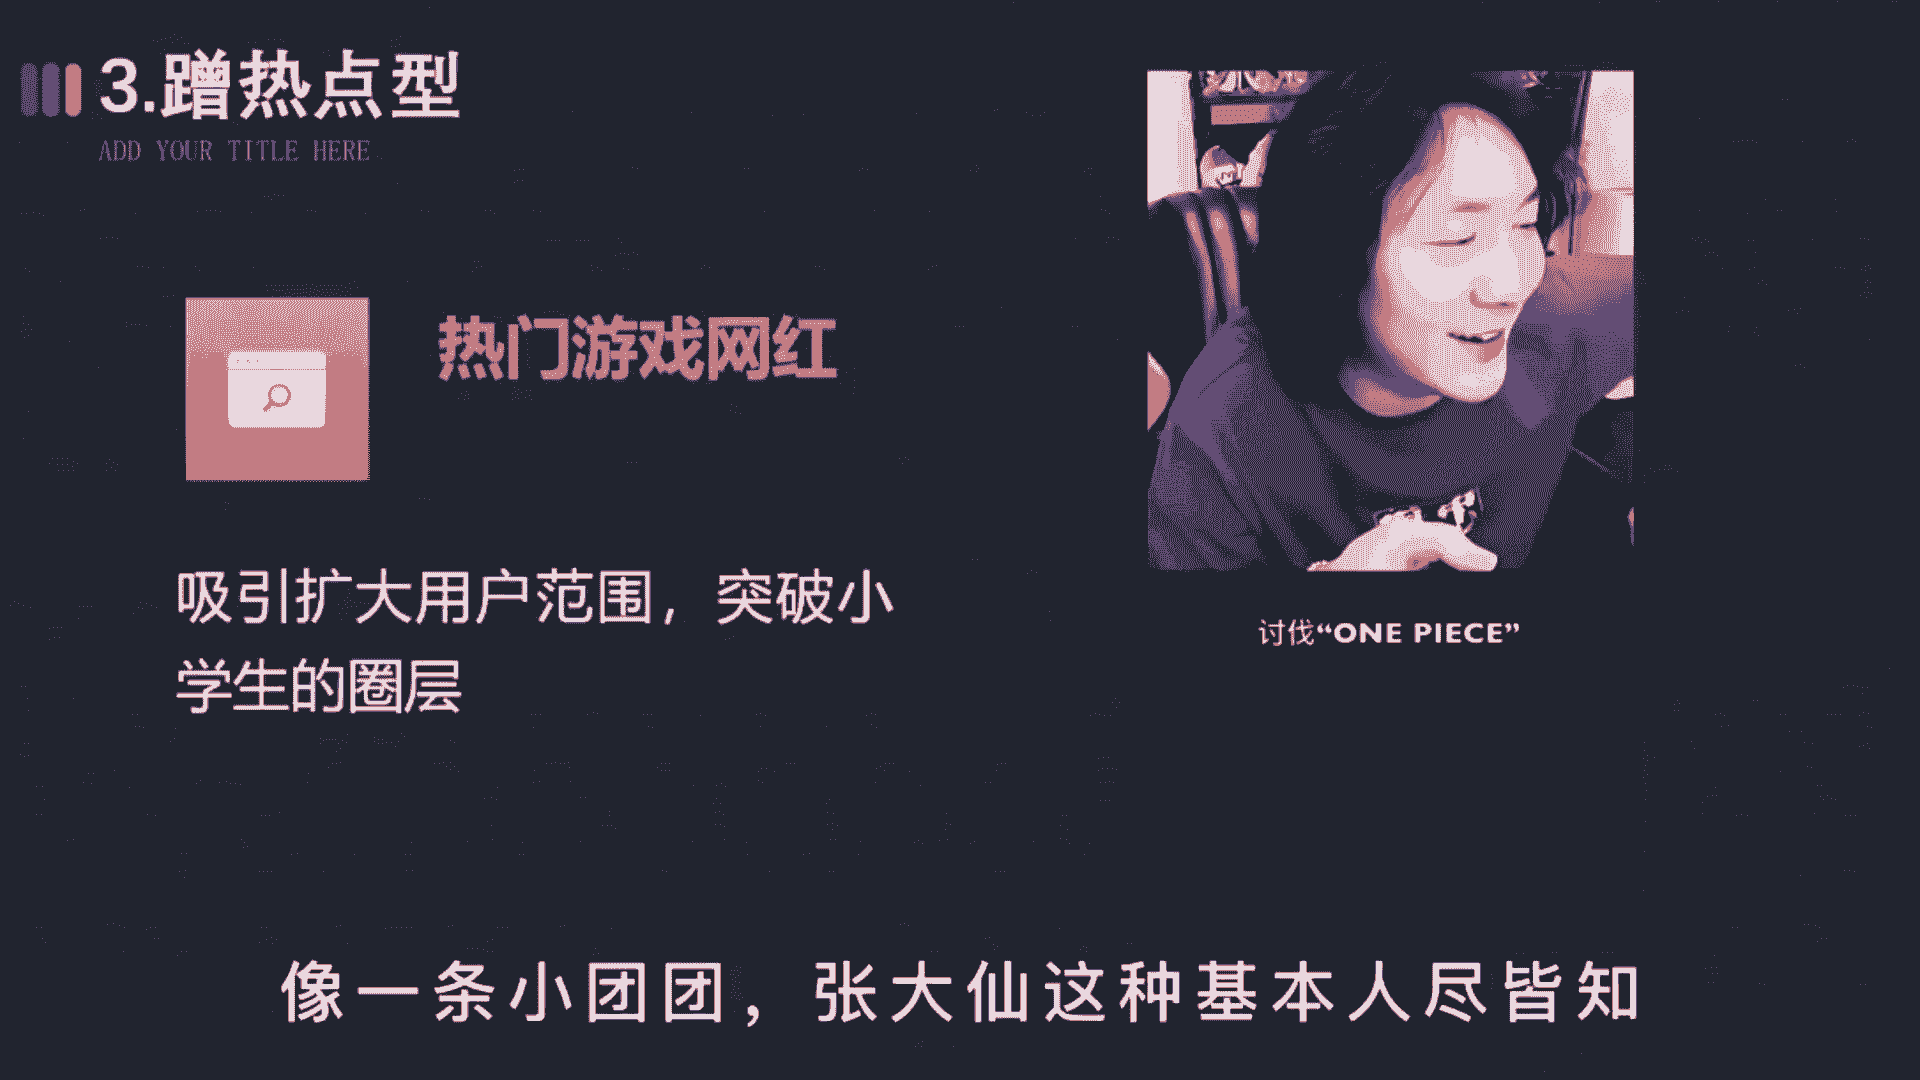 3.蹭热点型
ADD YOUR TITLE HERE
热门游戏网红
吸引扩大用户范围，突破小
学生的圈层
讨伐“ONE PIECE”
像一条小团团，张大仙这种基本人尽皆知